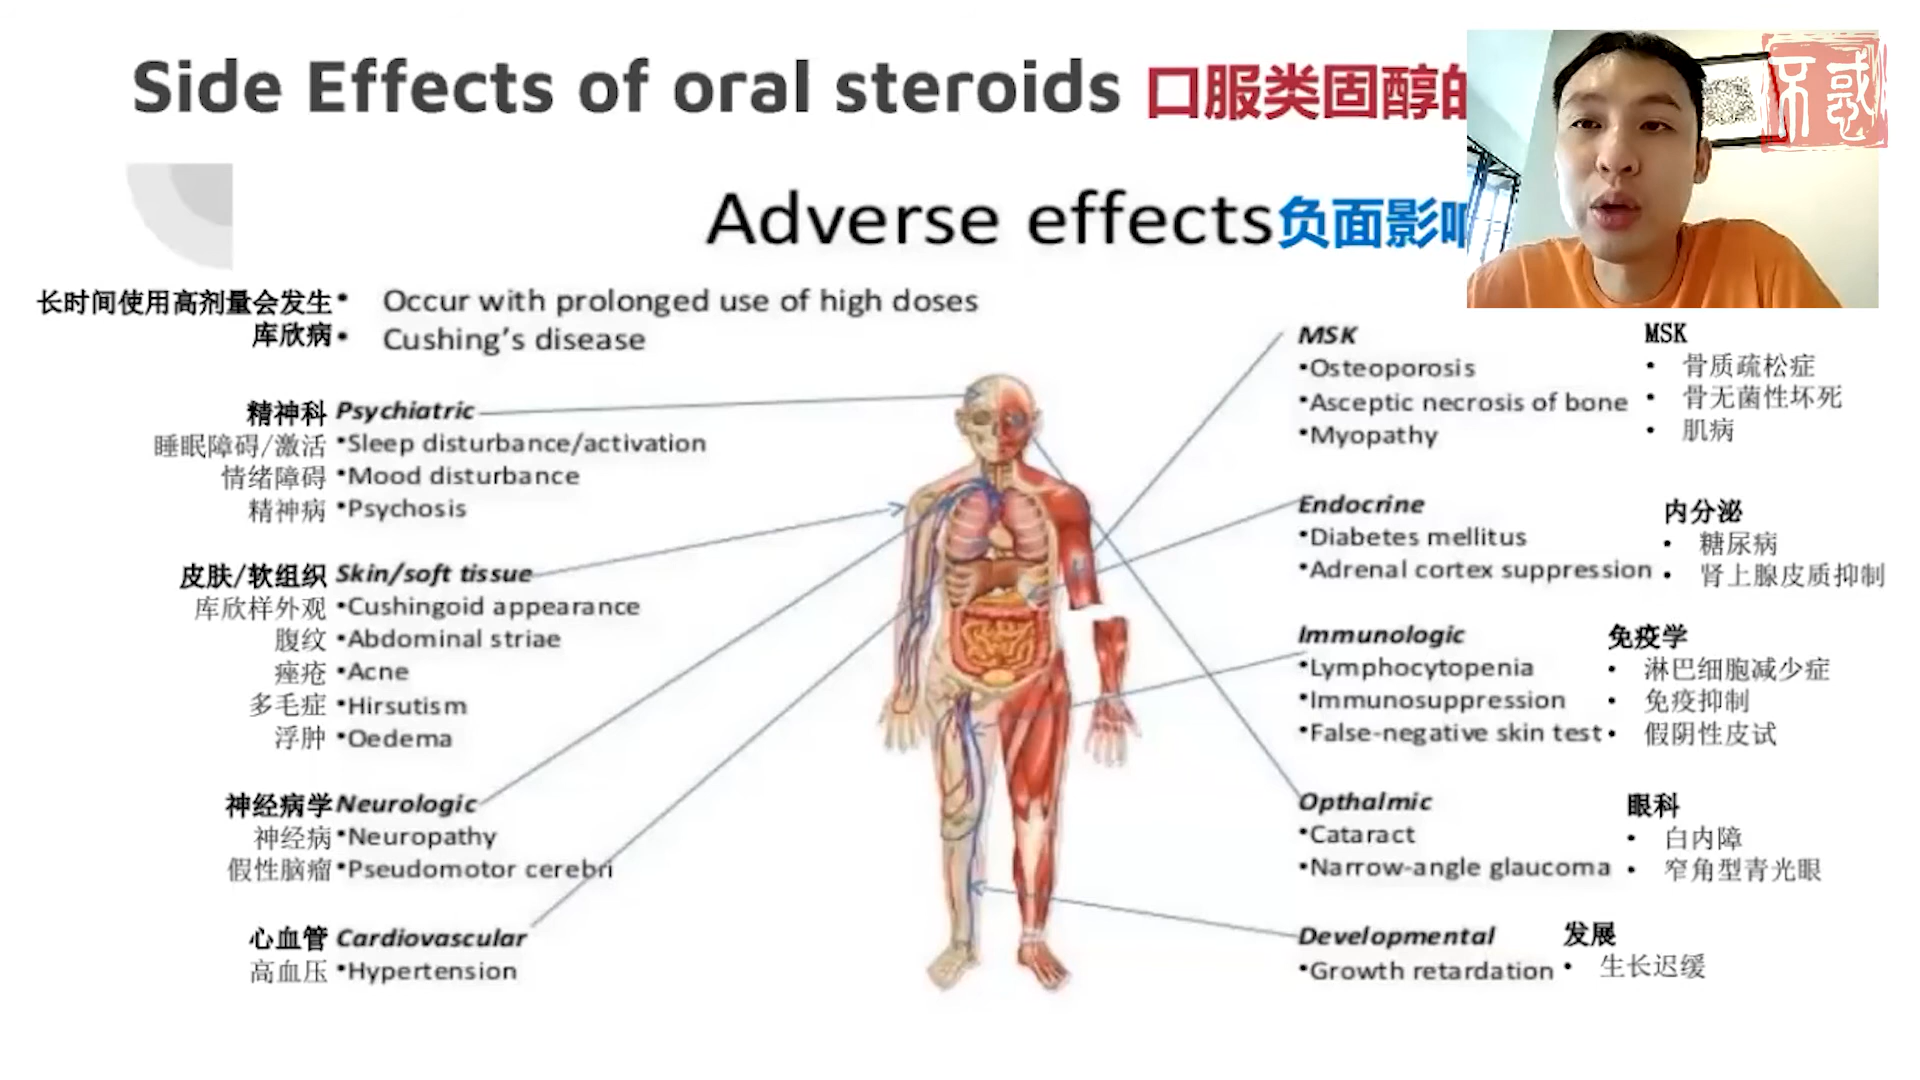 Side Effects of oral steroids 口服类固醇的
不惑
Adverse effects 负面影响
长时间使用高剂量会发生 • Occur with prolonged use of high doses
库欣病 • Cushing's disease
精神科 Psychiatric
睡眠障碍/激活 •Sleep disturbance/activation
情绪障碍 •Mood disturbance
精神病 •Psychosis
皮肤/软组织 Skin/soft tissue
库欣样外观 •Cushingoid appearance
腹纹 •Abdominal striae
痤疮 •Acne
多毛症 •Hirsutism
浮肿 •Oedema
神经病学 Neurologic
神经病 •Neuropathy
假性脑瘤 •Pseudomotor cerebri
心血管 Cardiovascular
高血压 •Hypertension
MSK MSK
•Osteoporosis • 骨质疏松症
•Asceptic necrosis of bone • 骨无菌性坏死
•Myopathy • 肌病
Endocrine 内分泌
•Diabetes mellitus • 糖尿病
•Adrenal cortex suppression • 肾上腺皮质抑制
Immunologic 免疫学
•Lymphocytopenia • 淋巴细胞减少症
•Immunosuppression • 免疫抑制
•False-negative skin test • 假阴性皮试
Opthalmic 眼科
•Cataract • 白内障
•Narrow-angle glaucoma • 窄角型青光眼
Developmental 发展
•Growth retardation • 生长迟缓